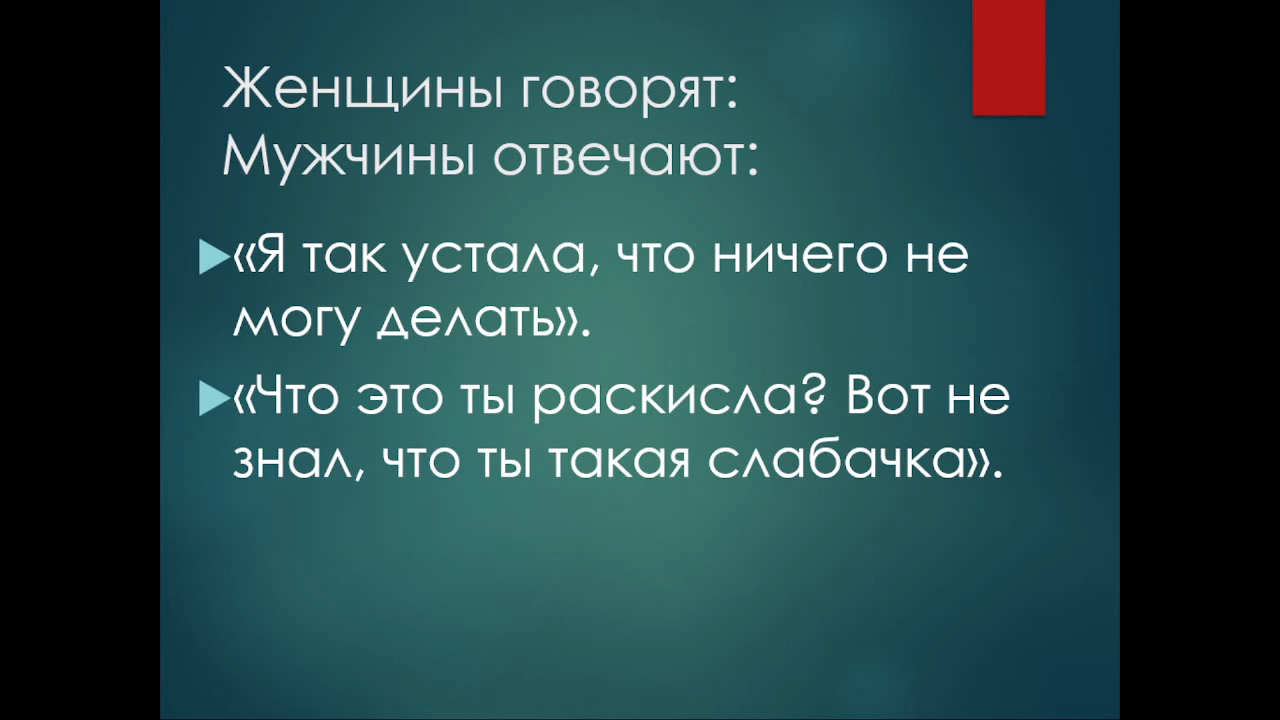 Женщины говорят:
Мужчины отвечают:
«Я так устала, что ничего не
могу делать».
«Что это ты раскисла? Вот не
знал, что ты такая слабачка».